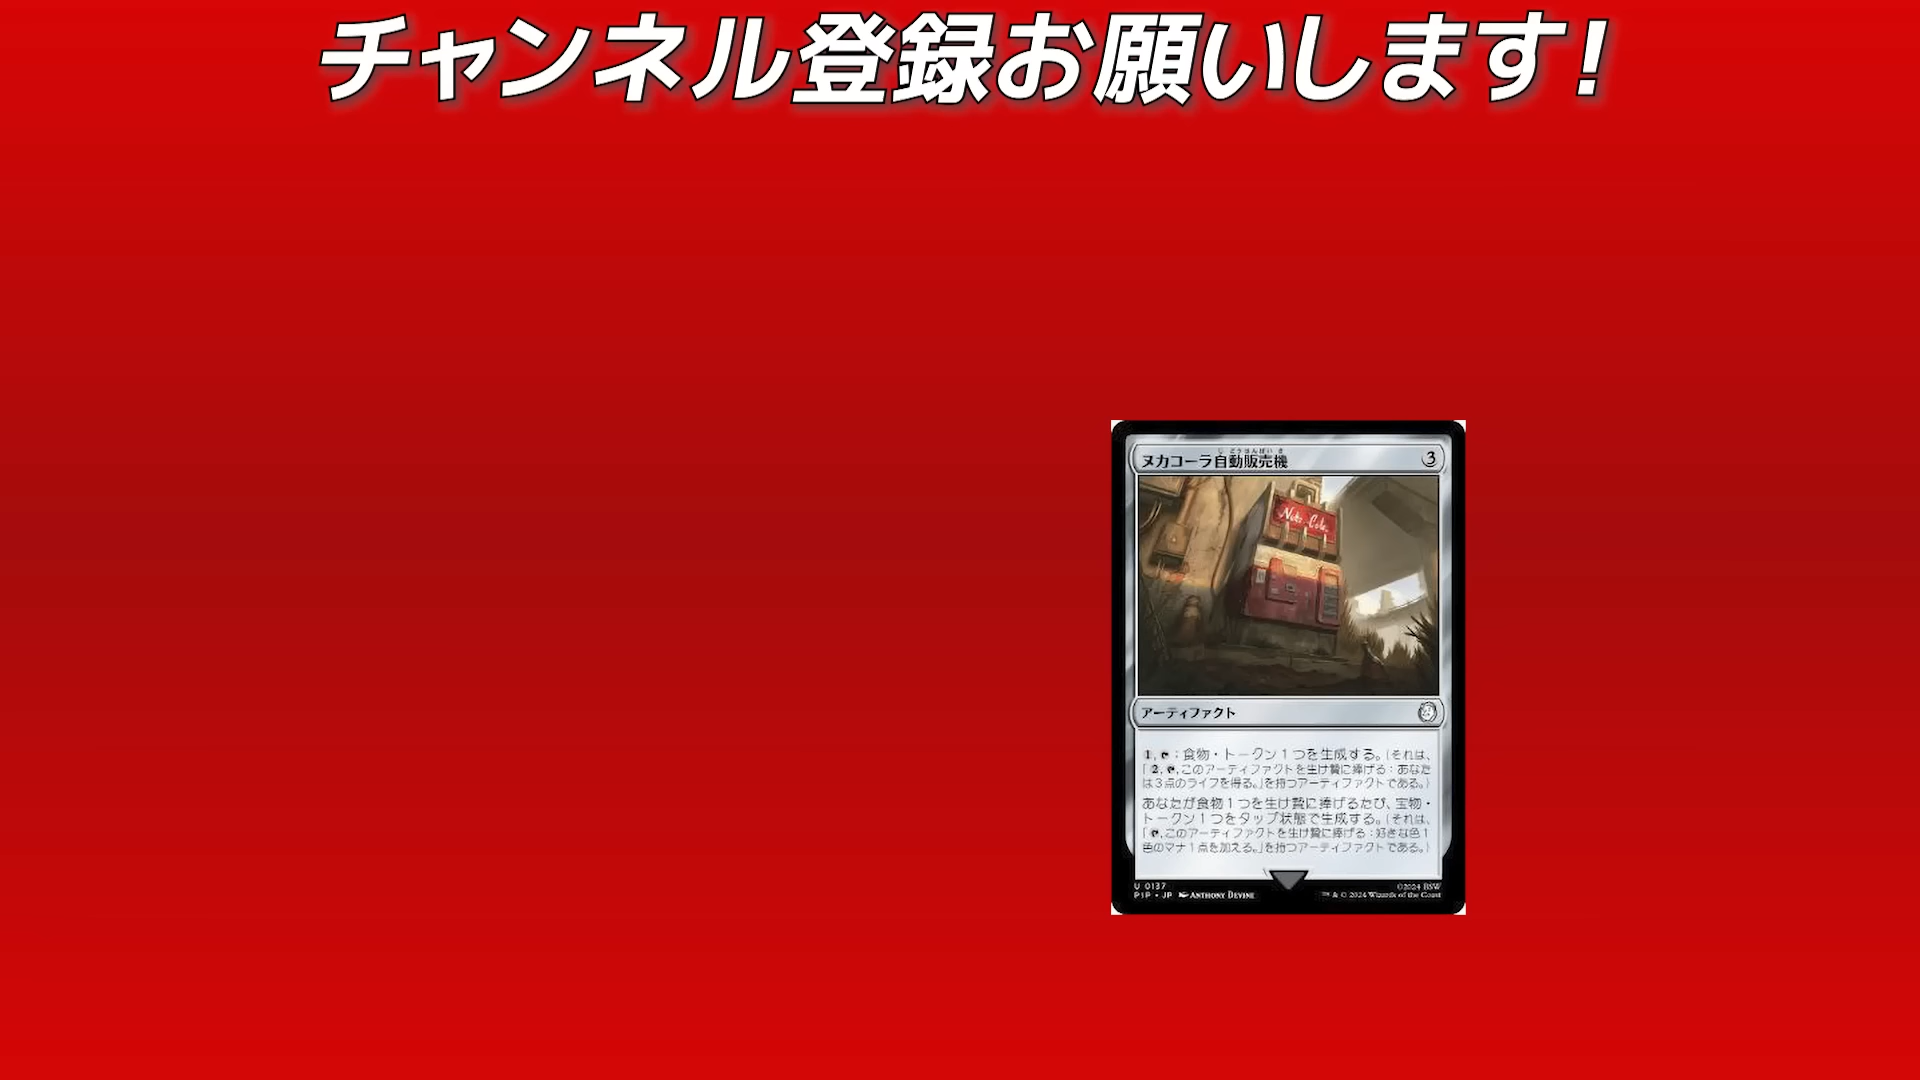 チャンネル登録お願いします!
じどうはんばいき
ヌカコーラ自動販売機 3
Nuka-Cola
アーティファクト
1,T:食物・トークン1つを生成する。(それは、
「2,T,このアーティファクトを生け贄に捧げる:あなた
は3点のライフを得る。」を持つアーティファクトである。)
あなたが食物1つを生け贄に捧げるたび、宝物・
トークン1つをタップ状態で生成する。(それは、
「T,このアーティファクトを生け贄に捧げる:好きな色1
色のマナ1点を加える。」を持つアーティファクトである。)
U 0137
PIP・JP ANTHONY DEVINE
©2024 BSW
™ & © 2024 Wizards of the Coast